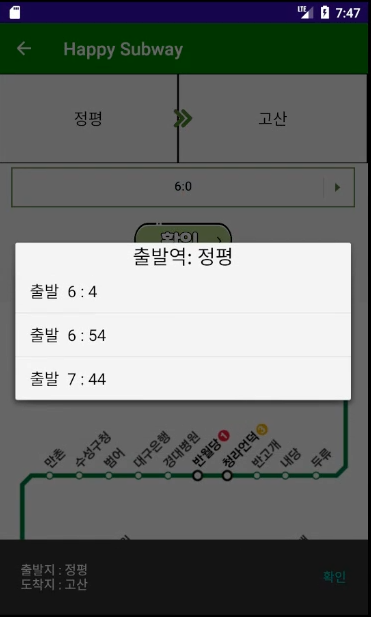 LTE 7:47
Happy Subway
정평
고산
6:0
확인
출발역: 정평
출발 6 : 4
출발 6 : 54
출발 7 : 44
만촌
수성구청
범어
대구은행
경대병원
반월당 1
청라언덕 3
반고개
내당
두류
출발지 : 정평
도착지 : 고산
확인